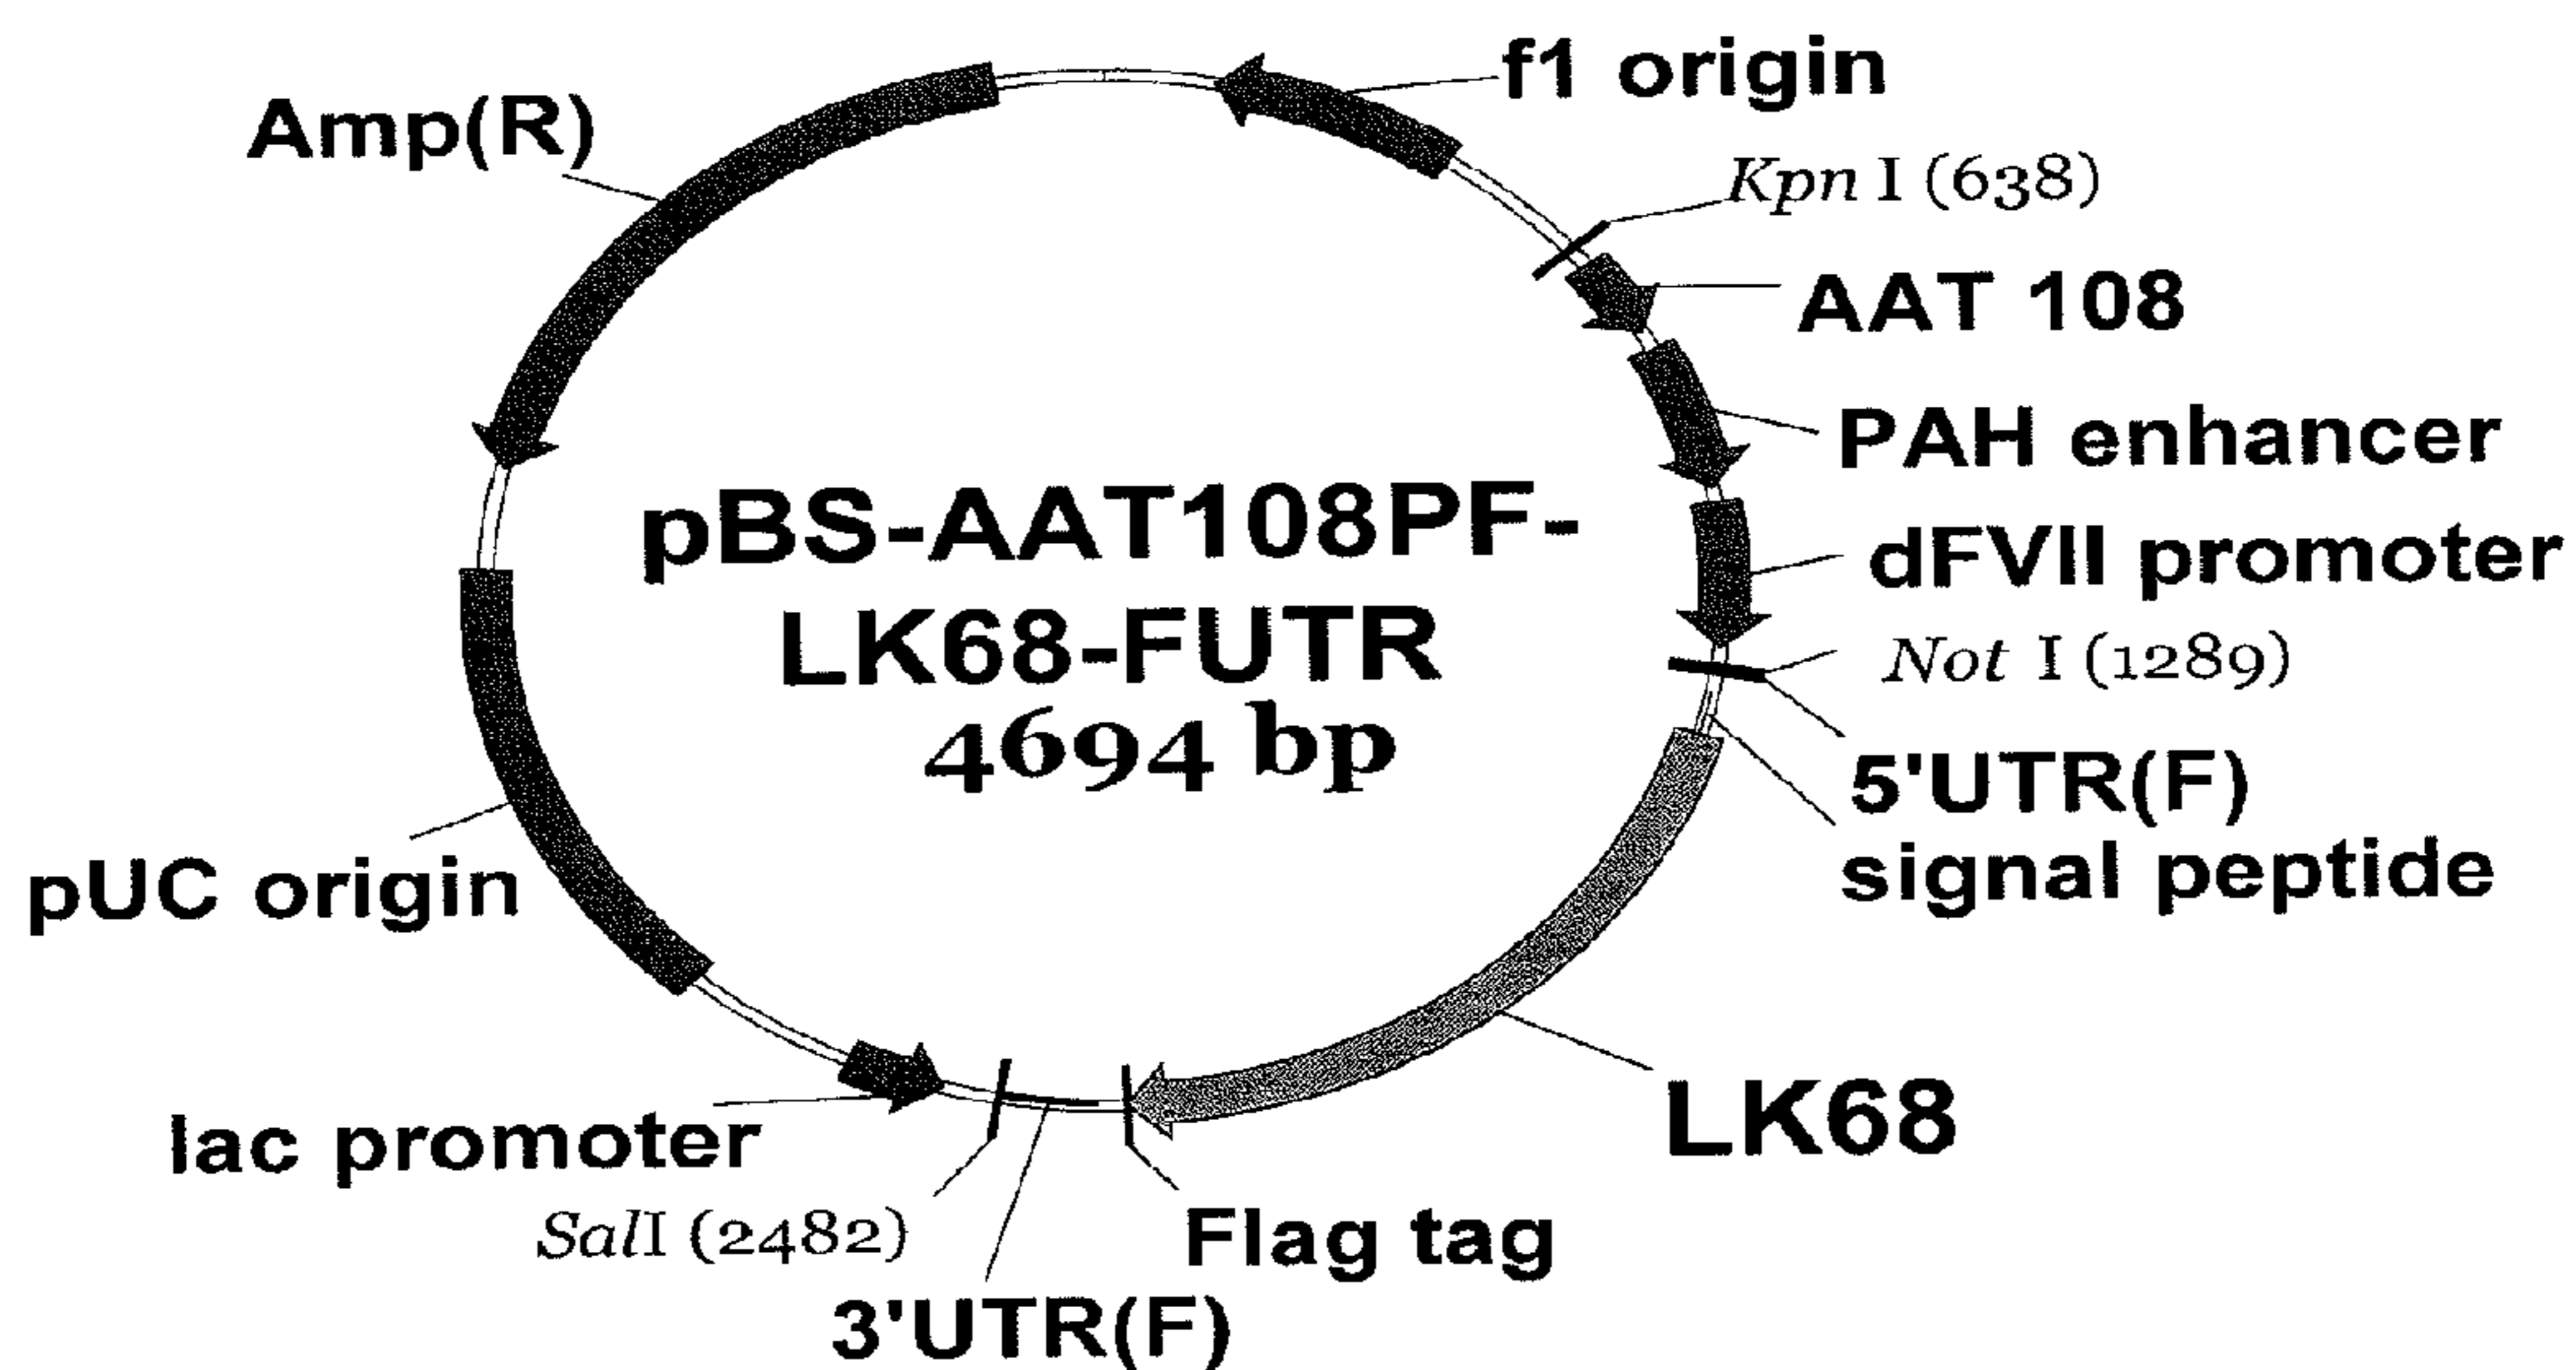 f1 origin
Amp(R)
Kpn I (638)
AAT 108
PAH enhancer
pBS-AAT108PF-
LK68-FUTR
4694 bp
dFVII promoter
Not I (1289)
5'UTR(F)
signal peptide
pUC origin
LK68
lac promoter
SalI (2482)
Flag tag
3'UTR(F)